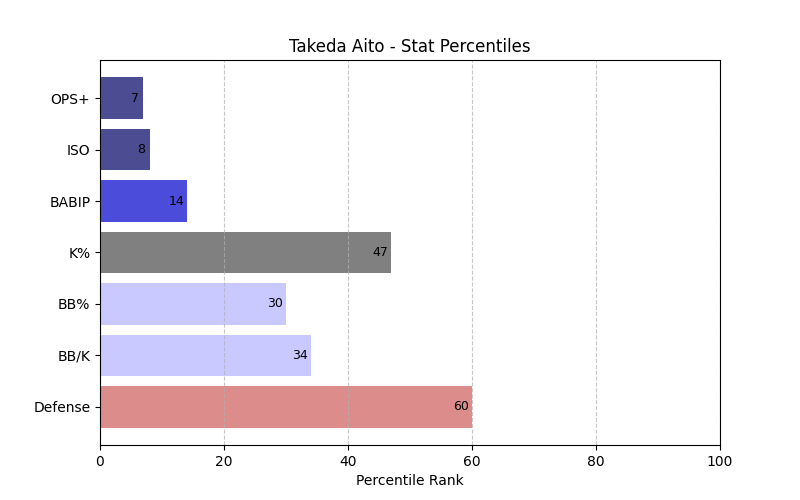 Takeda Aito - Stat Percentiles
OPS+ 7
ISO 8
BABIP 14
K% 47
BB% 30
BB/K 34
Defense 60
0 20 40 60 80 100
Percentile Rank